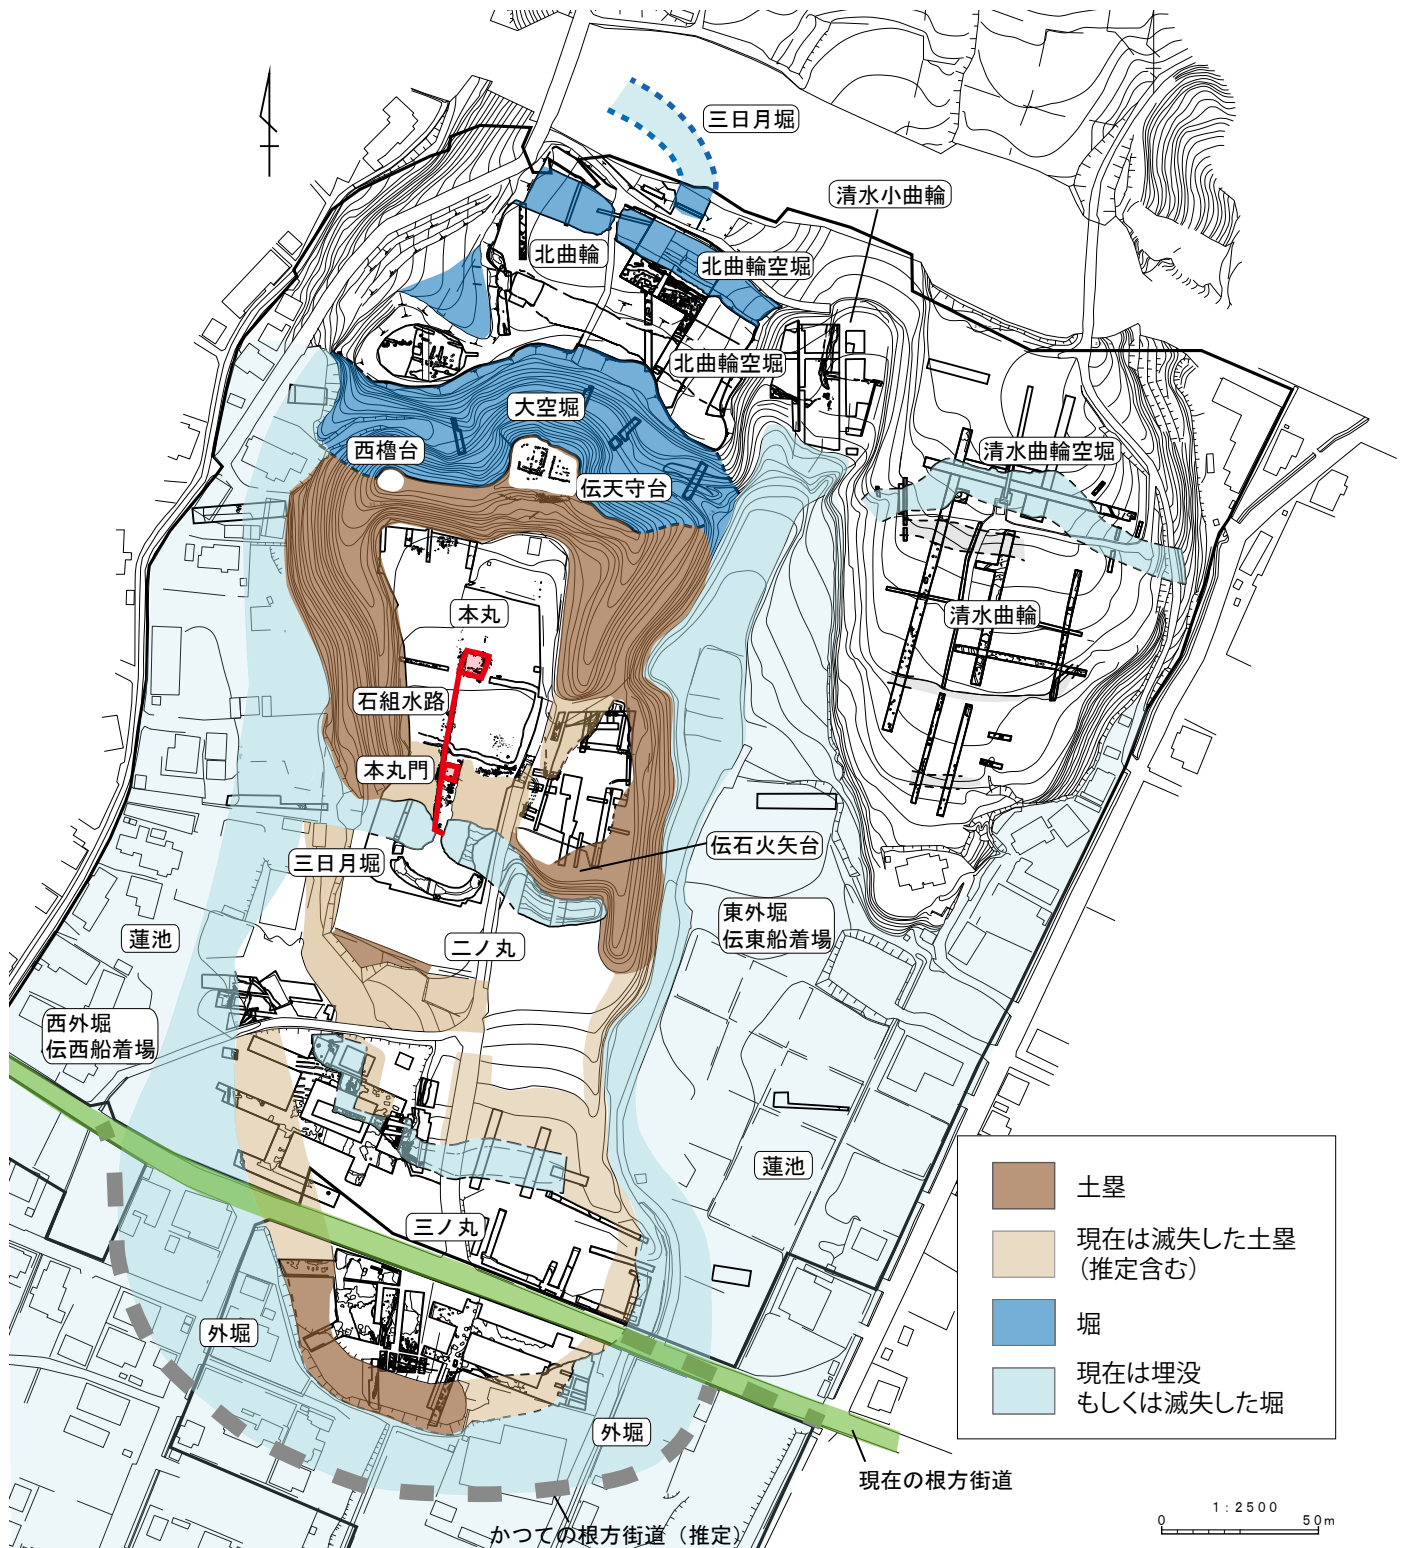 三日月堀
清水小曲輪
北曲輪
北曲輪空堀
北曲輪空堀
大空堀
西櫓台
伝天守台
清水曲輪空堀
本丸
清水曲輪
石組水路
本丸門
三日月堀
伝石火矢台
蓮池
二ノ丸
東外堀
伝東船着場
西外堀
伝西船着場
蓮池
三ノ丸
外堀
外堀
土塁
現在は滅失した土塁
（推定含む）
堀
現在は埋没
もしくは滅失した堀
現在の根方街道
かつての根方街道（推定）
1:2500
0 50m